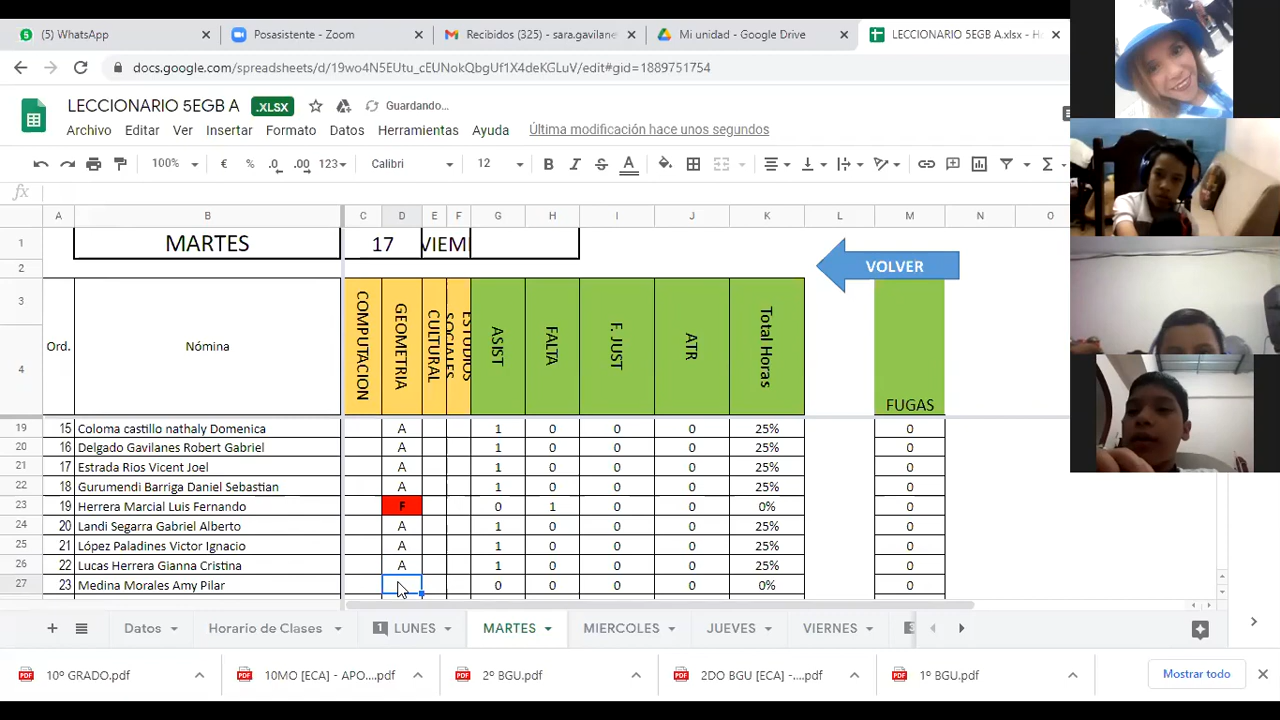 WhatsApp
Posasistente - Zoom
Recibidos (325) - sara.gavilane
Mi unidad - Google Drive
LECCIONARIO 5EGB A.xlsx - Ho
docs.google.com/spreadsheets/d/19wo4N5EUtu_cEUNokQbgUf1X4deKGLuV/edit#gid=1889751754
LECCIONARIO 5EGB A .XLSX Guardando...
Archivo Editar Ver Insertar Formato Datos Herramientas Ayuda Última modificación hace unos segundos
100% € % .0 .00 123 Calibri 12 B I S A
fx
A B C D E F G H I J K L M N O
1 MARTES 17 VIEM
2 VOLVER
3
4 Ord. Nómina COMPUTACION GEOMETRIA CULTURAL ESTUDIOS SOCIALES ASIST FALTA F. JUST ATR Total Horas FUGAS
19 15 Coloma castillo nathaly Domenica A 1 0 0 0 25% 0
20 16 Delgado Gavilanes Robert Gabriel A 1 0 0 0 25% 0
21 17 Estrada Rios Vicent Joel A 1 0 0 0 25% 0
22 18 Gurumendi Barriga Daniel Sebastian A 1 0 0 0 25% 0
23 19 Herrera Marcial Luis Fernando F 0 1 0 0 0% 0
24 20 Landi Segarra Gabriel Alberto A 1 0 0 0 25% 0
25 21 López Paladines Victor Ignacio A 1 0 0 0 25% 0
26 22 Lucas Herrera Gianna Cristina A 1 0 0 0 25% 0
27 23 Medina Morales Amy Pilar 0 0 0 0 0% 0
Datos Horario de Clases 1 LUNES MARTES MIERCOLES JUEVES VIERNES
10º GRADO.pdf 10MO [ECA] - APO....pdf 2º BGU.pdf 2DO BGU [ECA] -....pdf 1º BGU.pdf Mostrar todo